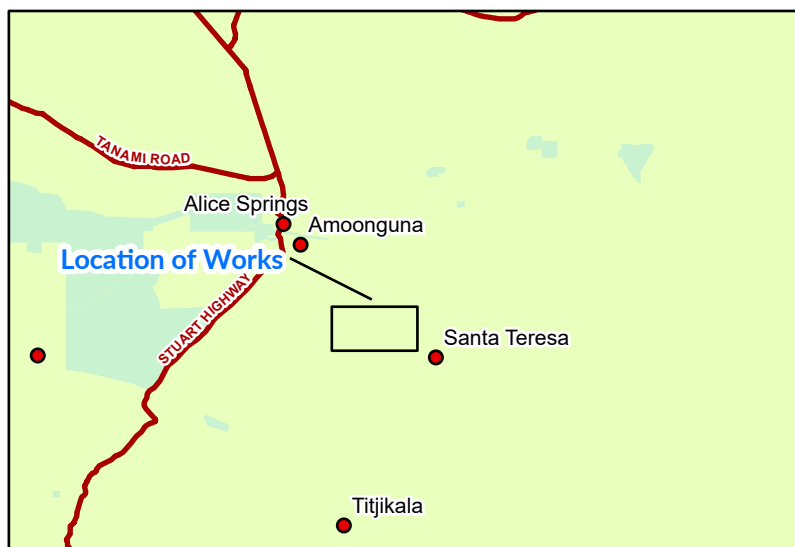 TANAMI ROAD
Alice Springs
Amoonguna
Location of Works
STUART HIGHWAY
Santa Teresa
Titjikala